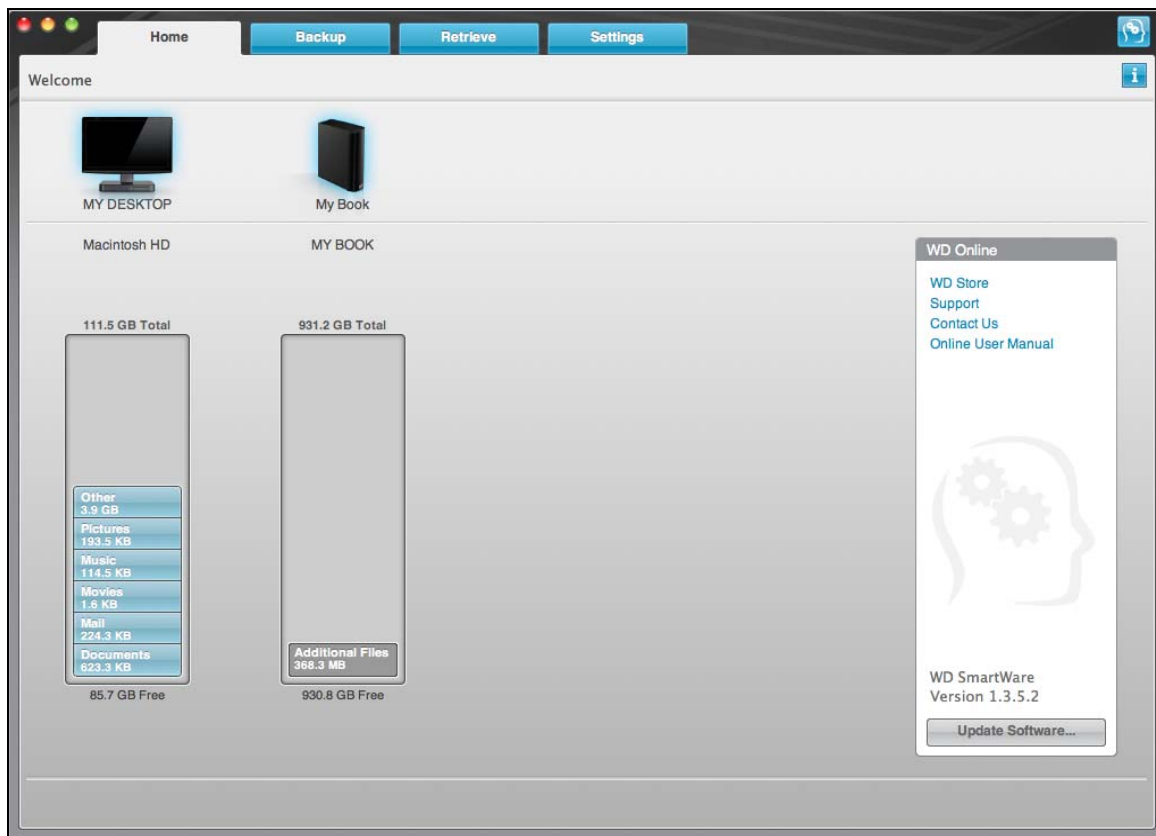 Home
Backup
Retrieve
Settings
Welcome
i
MY DESKTOP
My Book
Macintosh HD
MY BOOK
111.5 GB Total
931.2 GB Total
Other
3.9 GB
Pictures
193.5 KB
Music
114.5 KB
Movies
1.6 KB
Mail
224.3 KB
Documents
623.3 KB
85.7 GB Free
Additional Files
368.3 MB
930.8 GB Free
WD Online
WD Store
Support
Contact Us
Online User Manual
WD SmartWare
Version 1.3.5.2
Update Software...